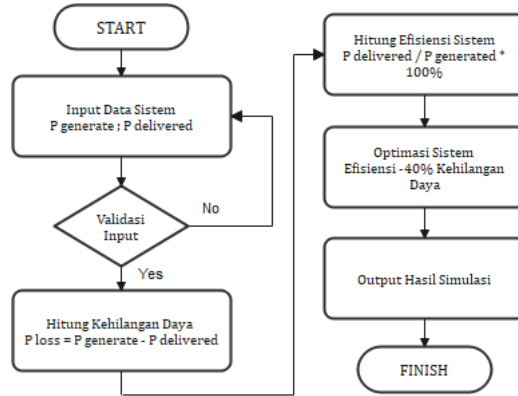 START
Input Data Sistem
P generate ; P delivered
Validasi
Input
No
Yes
Hitung Kehilangan Daya
P loss = P generate - P delivered
Hitung Efisiensi Sistem
P delivered / P generated *
100%
Optimasi Sistem
Efisiensi -40% Kehilangan
Daya
Output Hasil Simulasi
FINISH